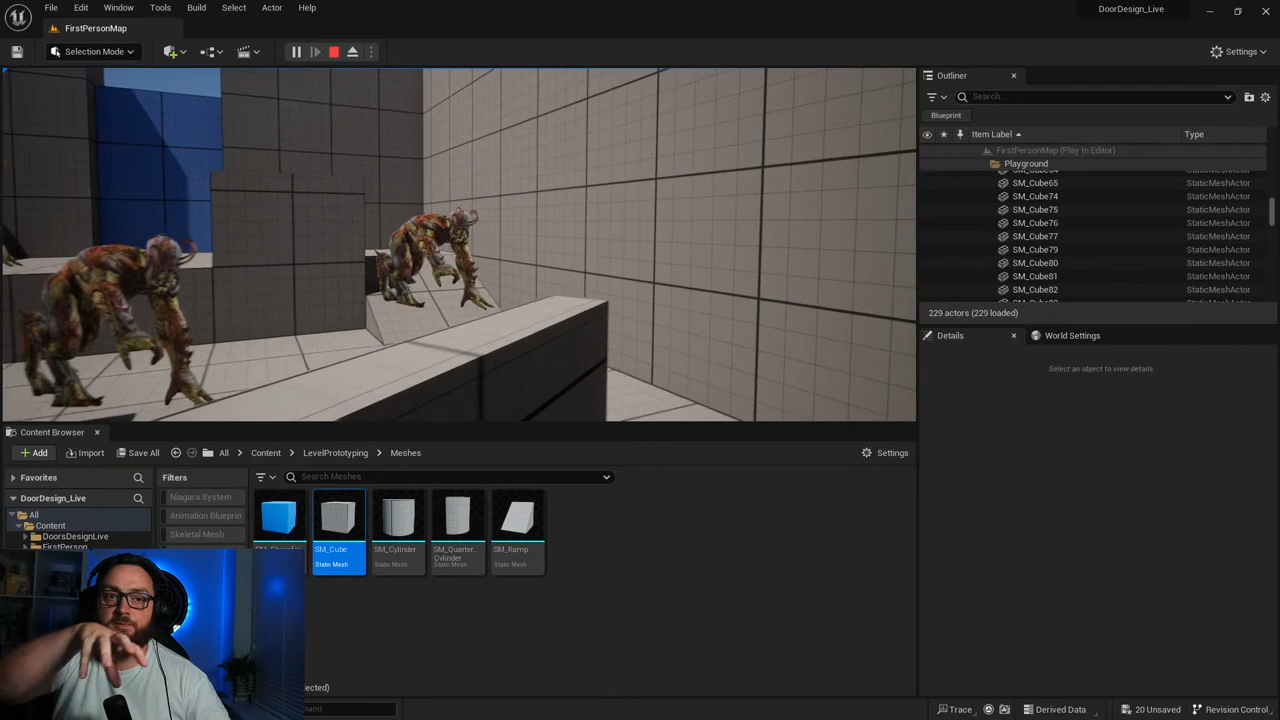 File Edit Window Tools Build Select Actor Help
DoorDesign_Live
FirstPersonMap
Selection Mode
Settings
Outliner
Search...
Blueprint
Item Label Type
FirstPersonMap (Play In Editor)
Playground
SM_Cube65 StaticMeshActor
SM_Cube74 StaticMeshActor
SM_Cube75 StaticMeshActor
SM_Cube76 StaticMeshActor
SM_Cube77 StaticMeshActor
SM_Cube79 StaticMeshActor
SM_Cube80 StaticMeshActor
SM_Cube81 StaticMeshActor
SM_Cube82 StaticMeshActor
229 actors (229 loaded)
Details World Settings
Select an object to view details.
Content Browser
Add Import Save All All Content LevelPrototyping Meshes Settings
Favorites
Filters
Search Meshes
DoorDesign_Live
All
Content
DoorsDesignLive
FirstPerson
Niagara System
Animation Blueprin
Skeletal Mesh
SM_Cube
Static Mesh
SM_Cylinder
Static Mesh
SM_Quarter...
Cylinder
Static Mesh
SM_Ramp
Static Mesh
Trace Derived Data 20 Unsaved Revision Control